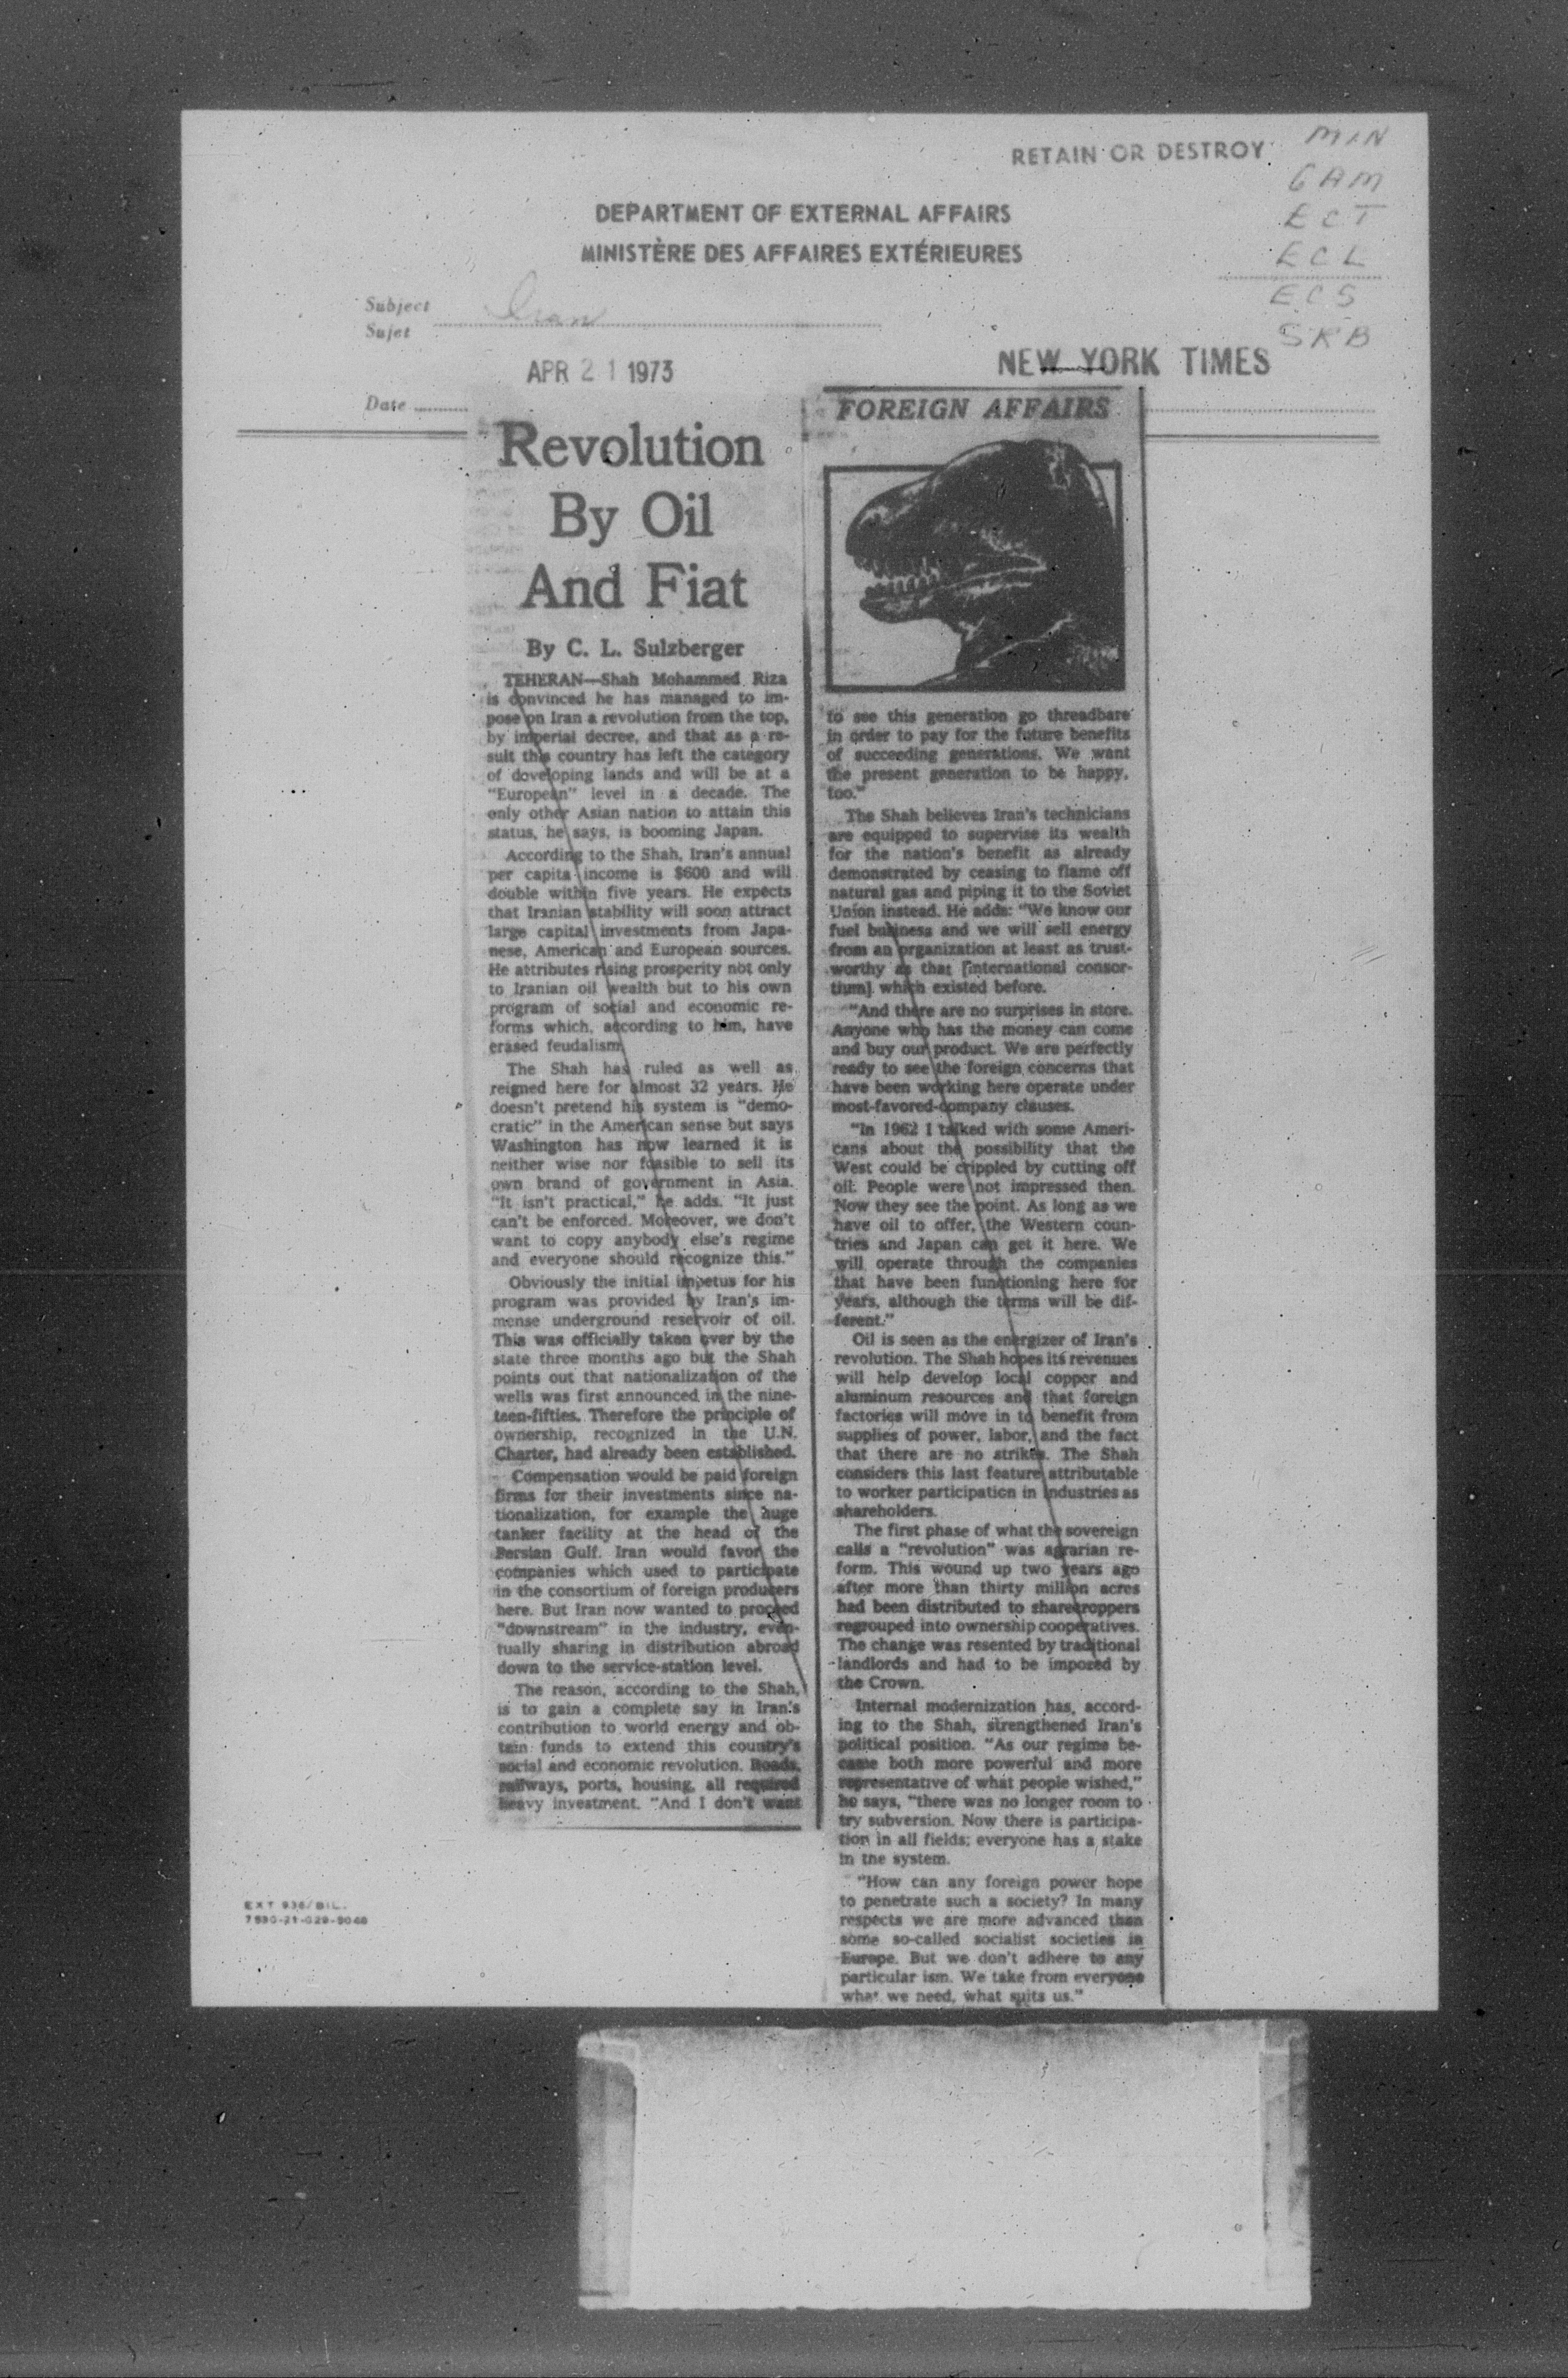 RETAIN OR DESTROY
MIN
GAM
ECT
ECL
ECS
SKB
DEPARTMENT OF EXTERNAL AFFAIRS
MINISTÈRE DES AFFAIRES EXTÉRIEURES
Subject
Sujet
Iran
APR 21 1973
NEW YORK TIMES
Date
Revolution
By Oil
And Fiat
By C. L. Sulzberger
TEHERAN—Shah Mohammed Riza
is convinced he has managed to im-
pose on Iran a revolution from the top,
by imperial decree, and that as a re-
sult this country has left the category
of developing lands and will be at a
"European" level in a decade. The
only other Asian nation to attain this
status, he says, is booming Japan.
According to the Shah, Iran's annual
per capita income is $600 and will
double within five years. He expects
that Iranian stability will soon attract
large capital investments from Japa-
nese, American and European sources.
He attributes rising prosperity not only
to Iranian oil wealth but to his own
program of social and economic re-
forms which, according to him, have
erased feudalism.
The Shah has ruled as well as
reigned here for almost 32 years. He
doesn't pretend his system is "demo-
cratic" in the American sense but says
Washington has now learned it is
neither wise nor feasible to sell its
own brand of government in Asia.
"It isn't practical," he adds. "It just
can't be enforced. Moreover, we don't
want to copy anybody else's regime
and everyone should recognize this."
Obviously the initial impetus for his
program was provided by Iran's im-
mense underground reservoir of oil.
This was officially taken over by the
state three months ago but the Shah
points out that nationalization of the
wells was first announced in the nine-
teen-fifties. Therefore the principle of
ownership, recognized in the U.N.
Charter, had already been established.
Compensation would be paid foreign
firms for their investments since na-
tionalization, for example the huge
tanker facility at the head of the
Persian Gulf. Iran would favor the
companies which used to participate
in the consortium of foreign producers
here. But Iran now wanted to proceed
"downstream" in the industry, even-
tually sharing in distribution abroad
down to the service-station level.
The reason, according to the Shah,
is to gain a complete say in Iran's
contribution to world energy and ob-
tain funds to extend this country's
social and economic revolution. Roads,
railways, ports, housing, all required
heavy investment. "And I don't want
FOREIGN AFFAIRS
to see this generation go threadbare
in order to pay for the future benefits
of succeeding generations. We want
the present generation to be happy,
too."
The Shah believes Iran's technicians
are equipped to supervise its wealth
for the nation's benefit as already
demonstrated by ceasing to flame off
natural gas and piping it to the Soviet
Union instead. He adds: "We know our
fuel business and we will sell energy
from an organization at least as trust-
worthy as that [international consor-
tium] which existed before.
"And there are no surprises in store.
Anyone who has the money can come
and buy our product. We are perfectly
ready to see the foreign concerns that
have been working here operate under
most-favored-company clauses.
"In 1962 I talked with some Ameri-
cans about the possibility that the
West could be crippled by cutting off
oil. People were not impressed then.
Now they see the point. As long as we
have oil to offer, the Western coun-
tries and Japan can get it here. We
will operate through the companies
that have been functioning here for
years, although the terms will be dif-
ferent."
Oil is seen as the energizer of Iran's
revolution. The Shah hopes its revenues
will help develop local copper and
aluminum resources and that foreign
factories will move in to benefit from
supplies of power, labor, and the fact
that there are no strikes. The Shah
considers this last feature attributable
to worker participation in industries as
shareholders.
The first phase of what the sovereign
calls a "revolution" was agrarian re-
form. This wound up two years ago
after more than thirty million acres
had been distributed to sharecroppers
regrouped into ownership cooperatives.
The change was resented by traditional
landlords and had to be imposed by
the Crown.
Internal modernization has, accord-
ing to the Shah, strengthened Iran's
political position. "As our regime be-
came both more powerful and more
representative of what people wished,"
he says, "there was no longer room to
try subversion. Now there is participa-
tion in all fields; everyone has a stake
in the system.
"How can any foreign power hope
to penetrate such a society? In many
respects we are more advanced than
some so-called socialist societies in
Europe. But we don't adhere to any
particular ism. We take from everyone
what we need, what suits us."
EXT 936/BIL.
7530-21-029-5048